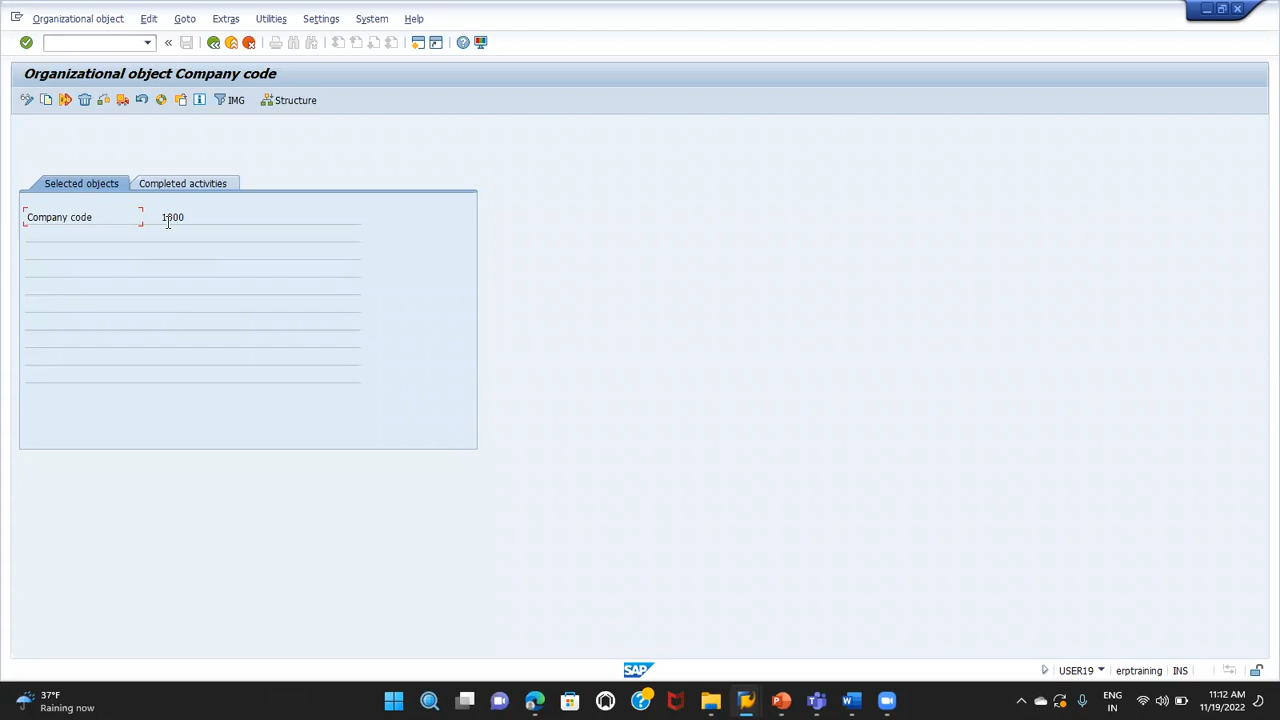 Organizational object Edit Goto Extras Utilities Settings System Help
Organizational object Company code
IMG Structure
Selected objects Completed activities
Company code
SAP
USER19 erptraining INS
37°F
Raining now
ENG
IN
11:12 AM
11/19/2022